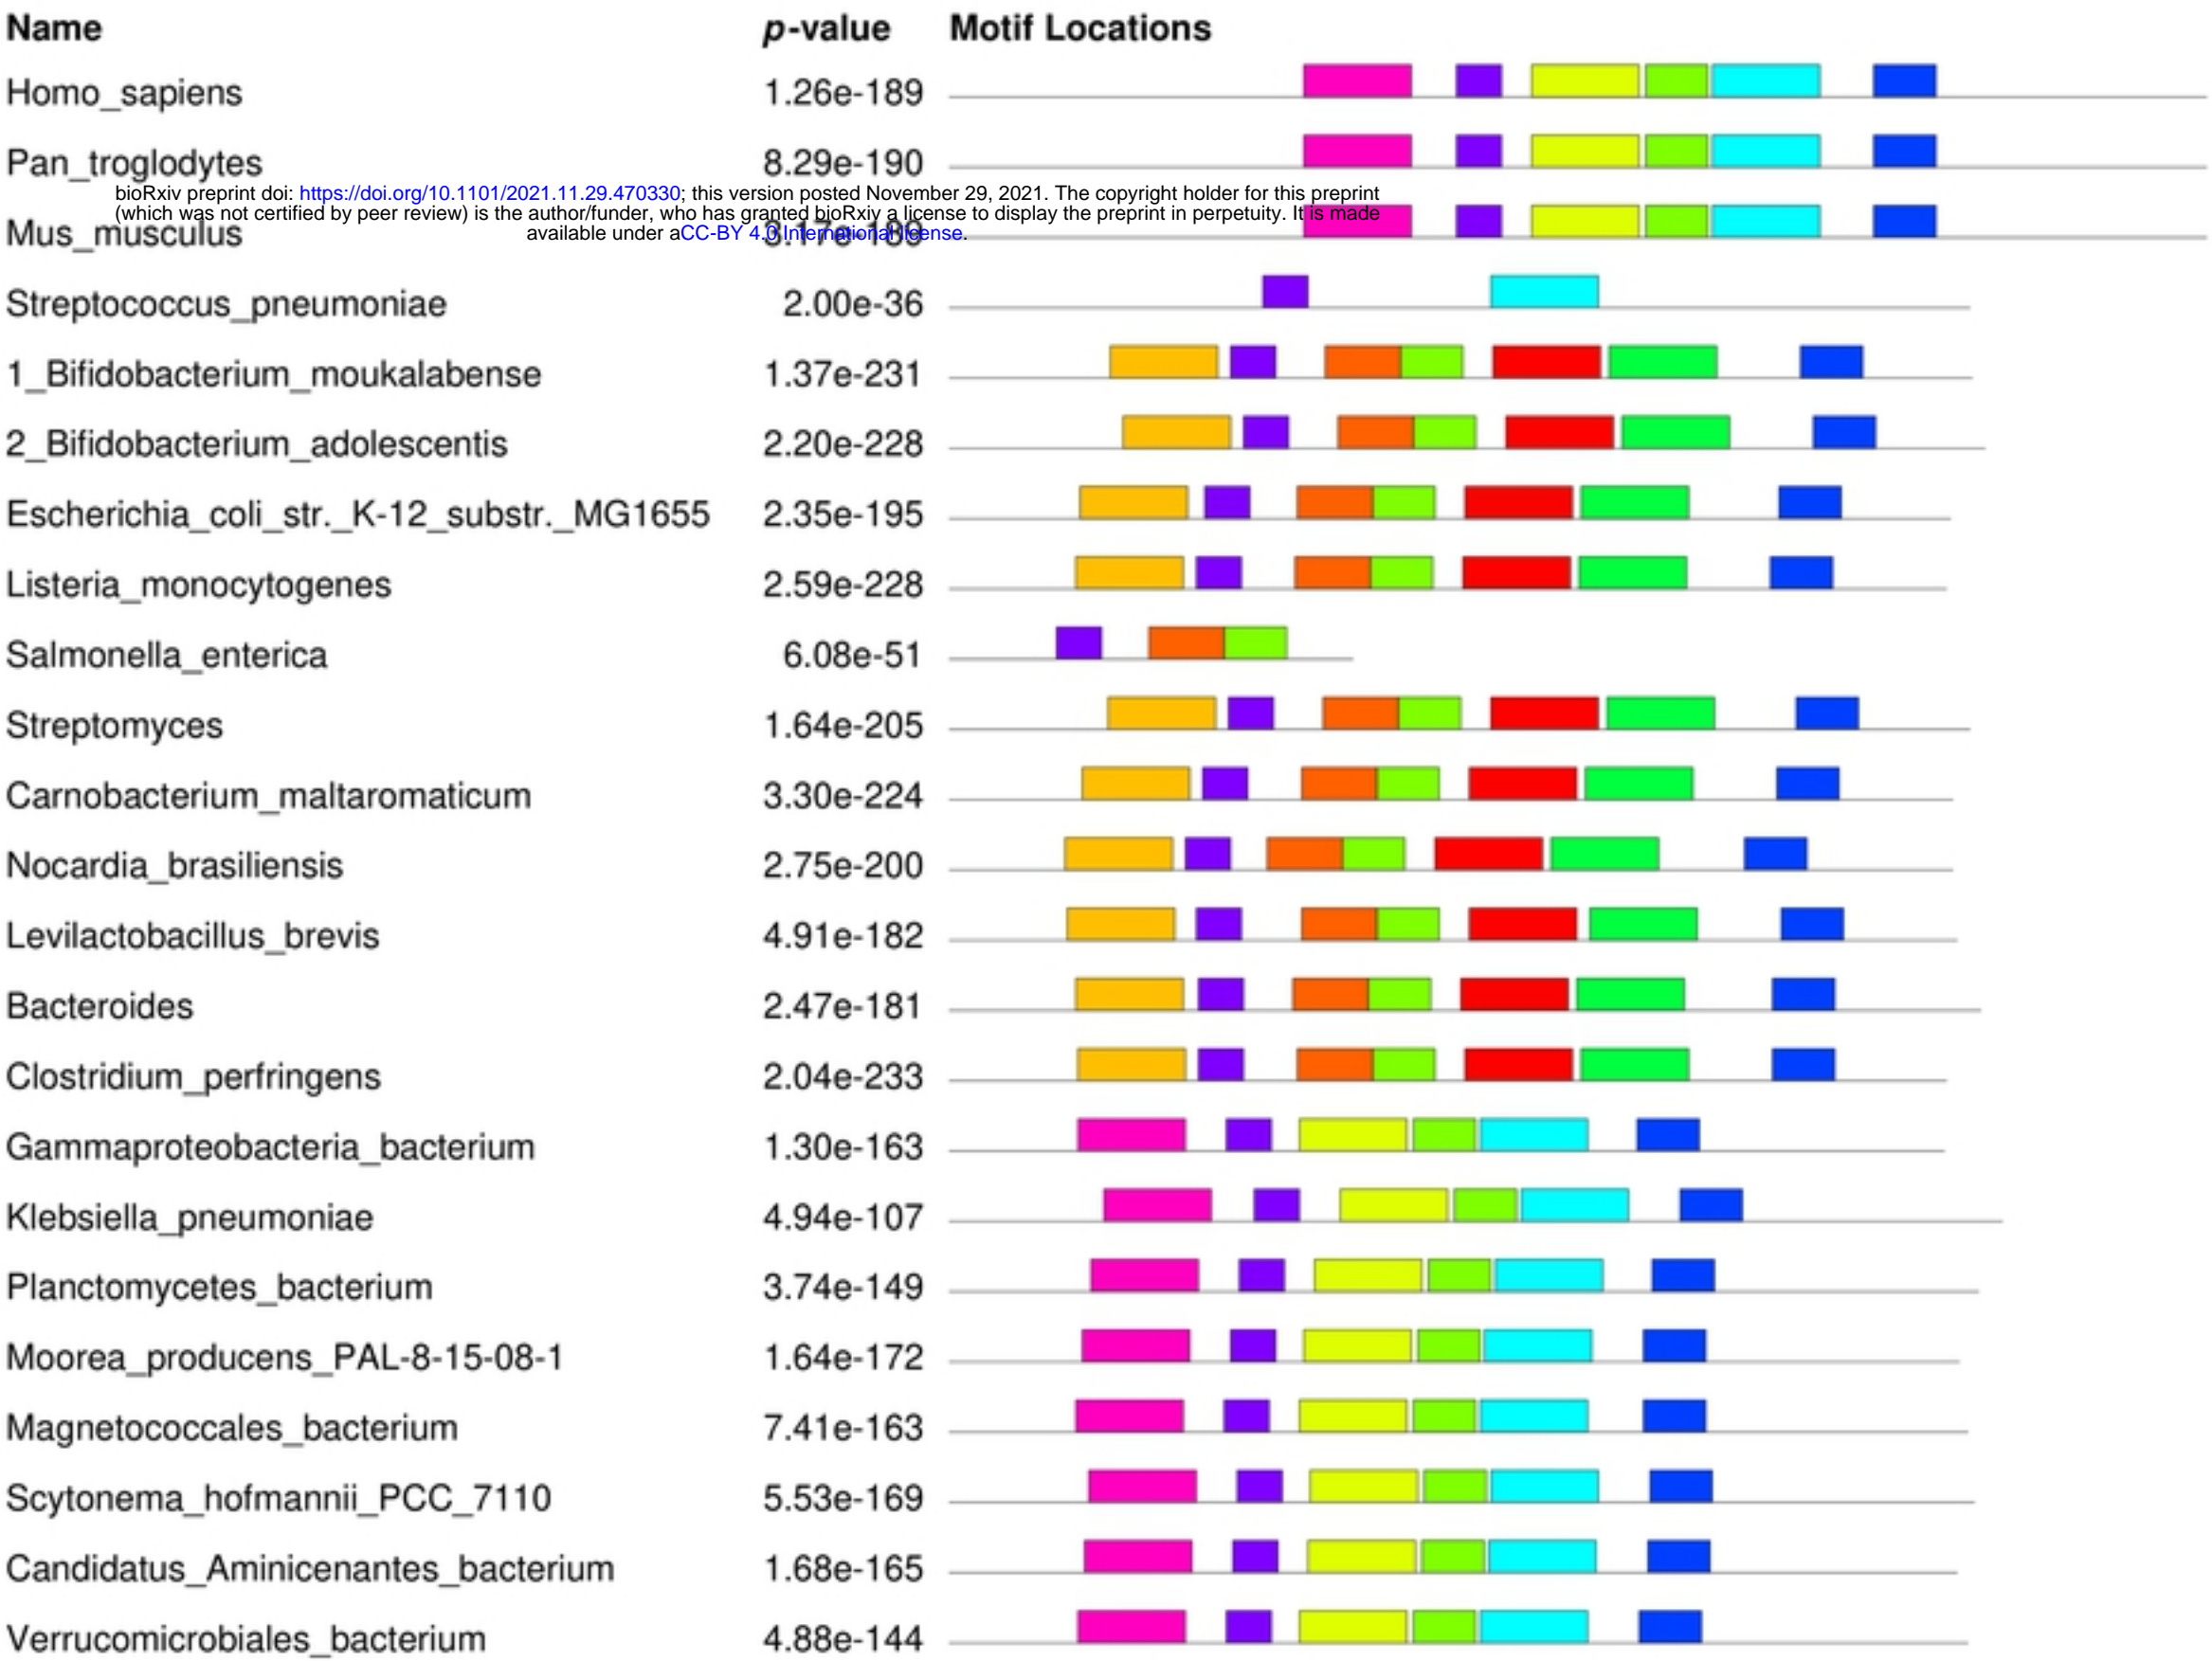 Name p-value Motif Locations
Homo_sapiens 1.26e-189
Pan_troglodytes 8.29e-190
bioRxiv preprint doi: https://doi.org/10.1101/2021.11.29.470330; this version posted November 29, 2021. The copyright holder for this preprint
(which was not certified by peer review) is the author/funder, who has granted bioRxiv a license to display the preprint in perpetuity. It is made
available under aCC-BY 4.0 International license.
Mus_musculus 3.17e-189
Streptococcus_pneumoniae 2.00e-36
1_Bifidobacterium_moukalabense 1.37e-231
2_Bifidobacterium_adolescentis 2.20e-228
Escherichia_coli_str._K-12_substr._MG1655 2.35e-195
Listeria_monocytogenes 2.59e-228
Salmonella_enterica 6.08e-51
Streptomyces 1.64e-205
Carnobacterium_maltaromaticum 3.30e-224
Nocardia_brasiliensis 2.75e-200
Levilactobacillus_brevis 4.91e-182
Bacteroides 2.47e-181
Clostridium_perfringens 2.04e-233
Gammaproteobacteria_bacterium 1.30e-163
Klebsiella_pneumoniae 4.94e-107
Planctomycetes_bacterium 3.74e-149
Moorea_producens_PAL-8-15-08-1 1.64e-172
Magnetococcales_bacterium 7.41e-163
Scytonema_hofmannii_PCC_7110 5.53e-169
Candidatus_Aminicenantes_bacterium 1.68e-165
Verrucomicrobiales_bacterium 4.88e-144